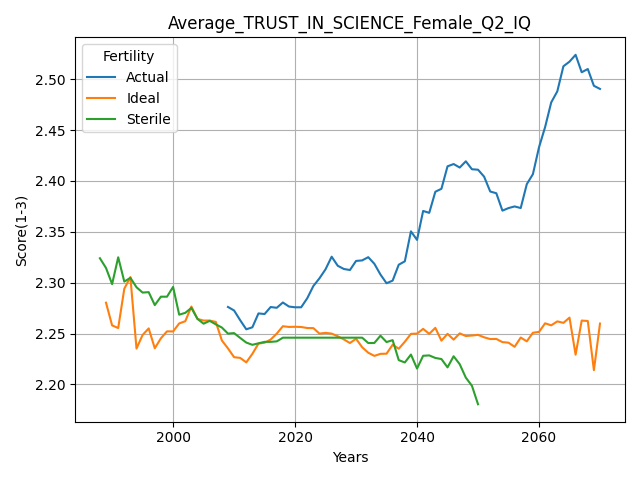 Average_TRUST_IN_SCIENCE_Female_Q2_IQ
Fertility
Actual
Ideal
Sterile
Score(1-3)
2.50
2.45
2.40
2.35
2.30
2.25
2.20
2000
2020
2040
2060
Years